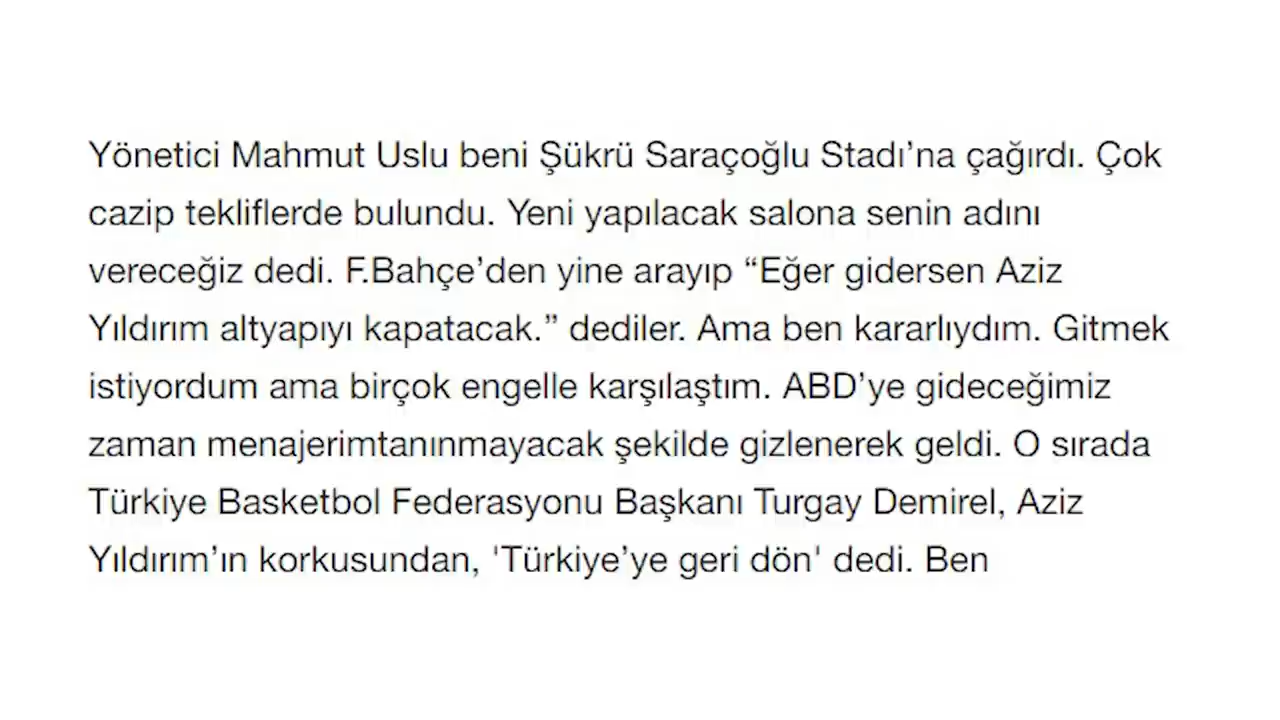 Yönetici Mahmut Uslu beni Şükrü Saraçoğlu Stadı’na çağırdı. Çok
cazip tekliflerde bulundu. Yeni yapılacak salona senin adını
vereceğiz dedi. F.Bahçe’den yine arayıp “Eğer gidersen Aziz
Yıldırım altyapıyı kapatacak.” dediler. Ama ben kararlıydım. Gitmek
istiyordum ama birçok engelle karşılaştım. ABD’ye gideceğimiz
zaman menajerimtanınmayacak şekilde gizlenerek geldi. O sırada
Türkiye Basketbol Federasyonu Başkanı Turgay Demirel, Aziz
Yıldırım’ın korkusundan, 'Türkiye’ye geri dön' dedi. Ben